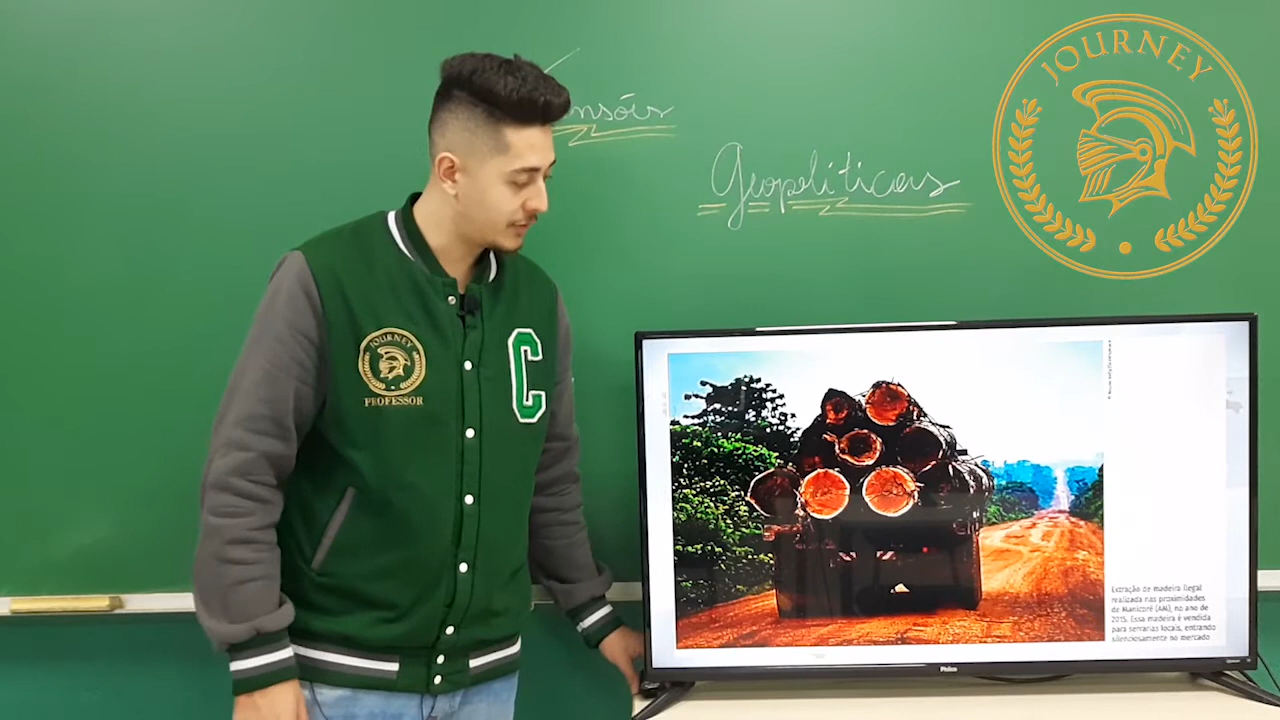 JOURNEY
Geopolíticas
JOURNEY
PROFESSOR
C
Extração de madeira ilegal
realizada nas proximidades
de Manicoré (AM), no ano de
2015. Essa madeira é vendida
para serrarias locais, entrando
silenciosamente no mercado
Philco